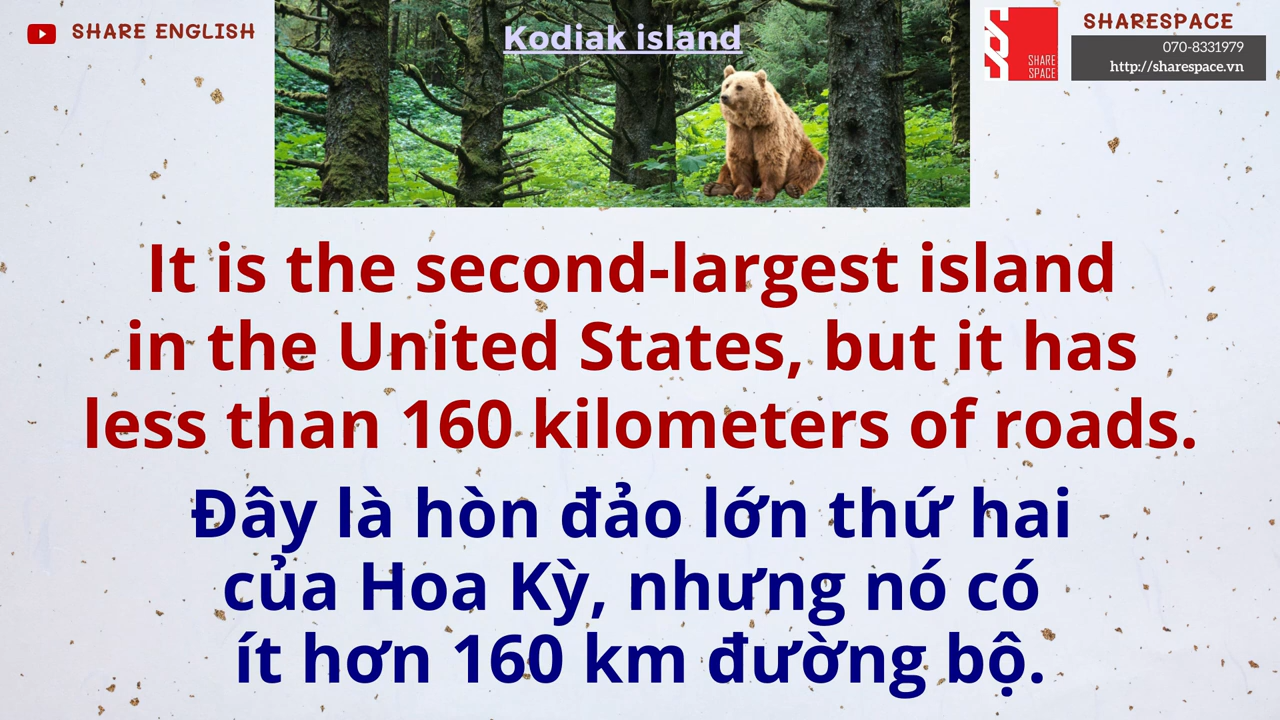 SHARE ENGLISH
Kodiak island
SHARESPACE
070-8331979
http://sharespace.vn
SHARE
SPACE
It is the second-largest island
in the United States, but it has
less than 160 kilometers of roads.
Đây là hòn đảo lớn thứ hai
của Hoa Kỳ, nhưng nó có
ít hơn 160 km đường bộ.